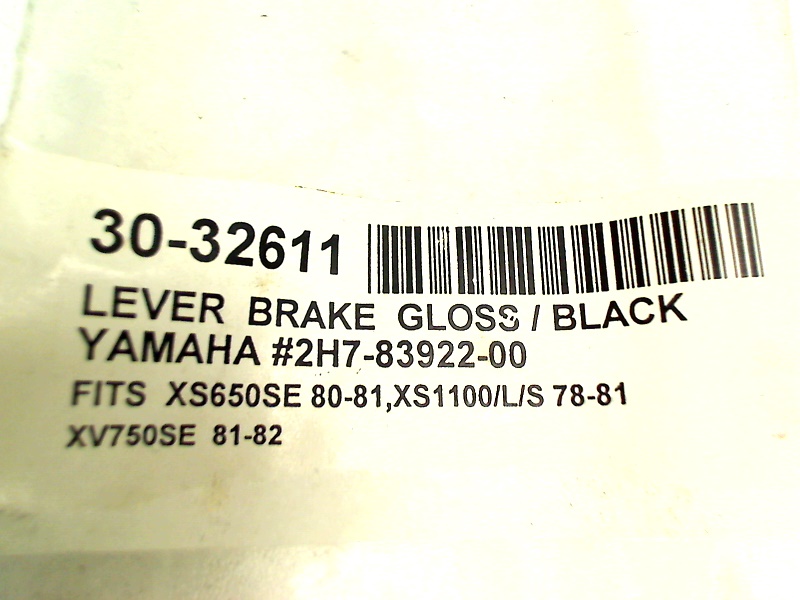 30-32611
LEVER BRAKE GLOSS / BLACK
YAMAHA #2H7-83922-00
FITS XS650SE 80-81,XS1100/L/S 78-81
XV750SE 81-82